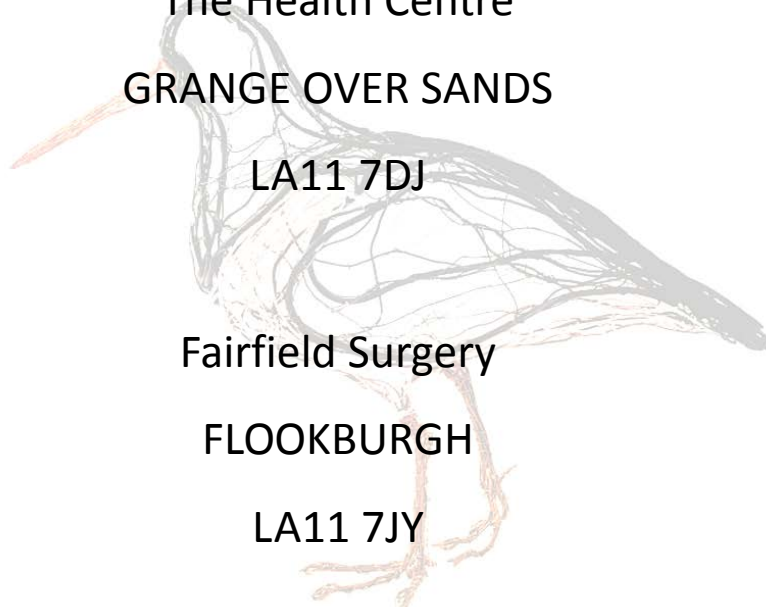 The Health Centre
GRANGE OVER SANDS
LA11 7DJ
Fairfield Surgery
FLOOKBURGH
LA11 7JY